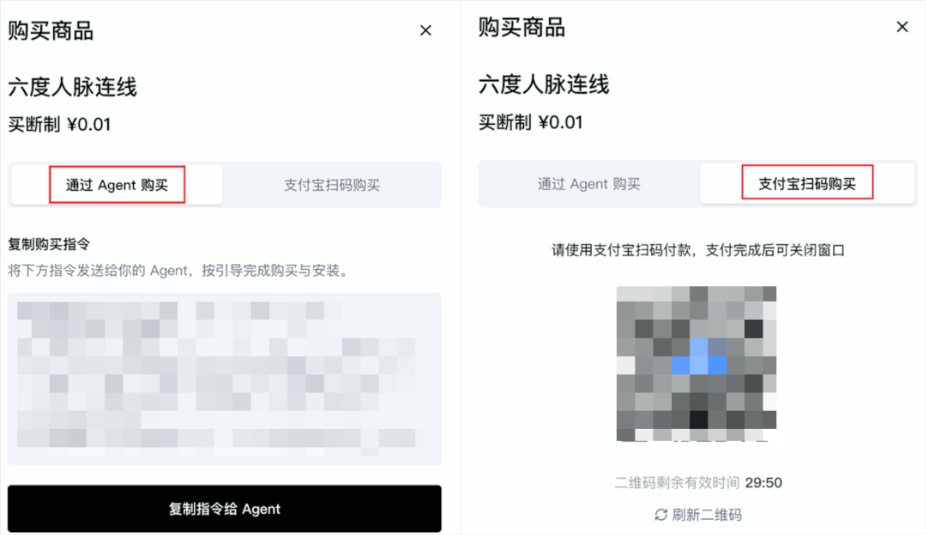 购买商品
六度人脉连线
买断制 ¥0.01
通过 Agent 购买
支付宝扫码购买
复制购买指令
将下方指令发送给你的 Agent，按引导完成购买与安装。
复制指令给 Agent
购买商品
六度人脉连线
买断制 ¥0.01
通过 Agent 购买
支付宝扫码购买
请使用支付宝扫码付款，支付完成后可关闭窗口
二维码剩余有效时间 29:50
刷新二维码